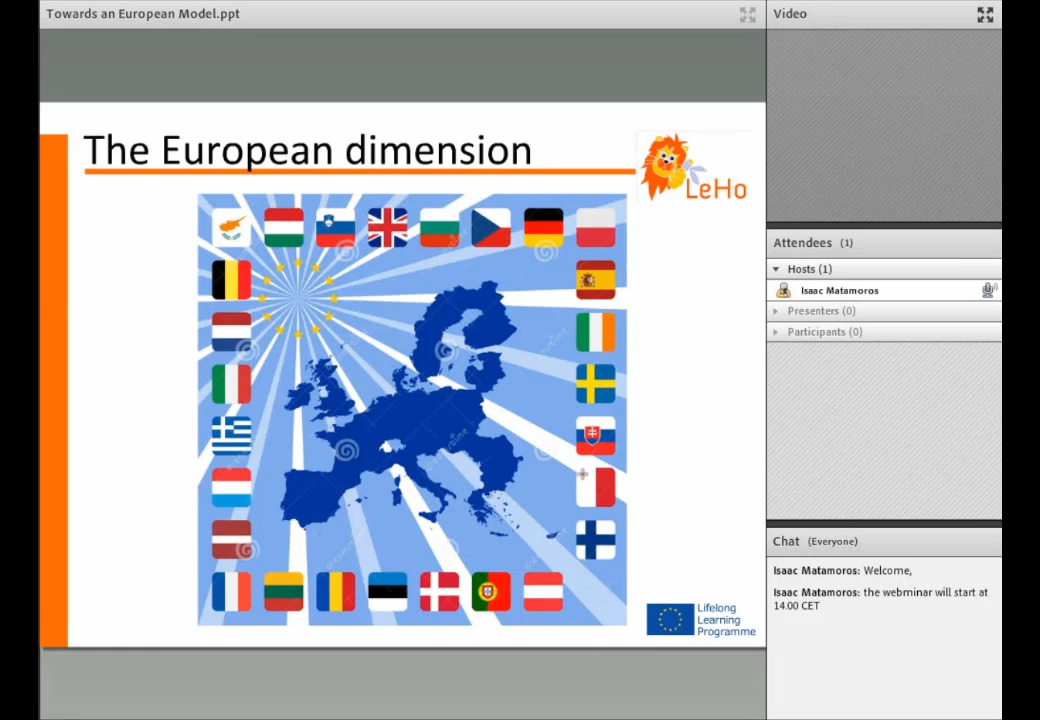 Towards an European Model.ppt
Video
The European dimension
LeHo
Attendees (1)
Hosts (1)
Isaac Matamoros
Presenters (0)
Participants (0)
Chat (Everyone)
Isaac Matamoros: Welcome,
Isaac Matamoros: the webminar will start at
14.00 CET
Lifelong
Learning
Programme